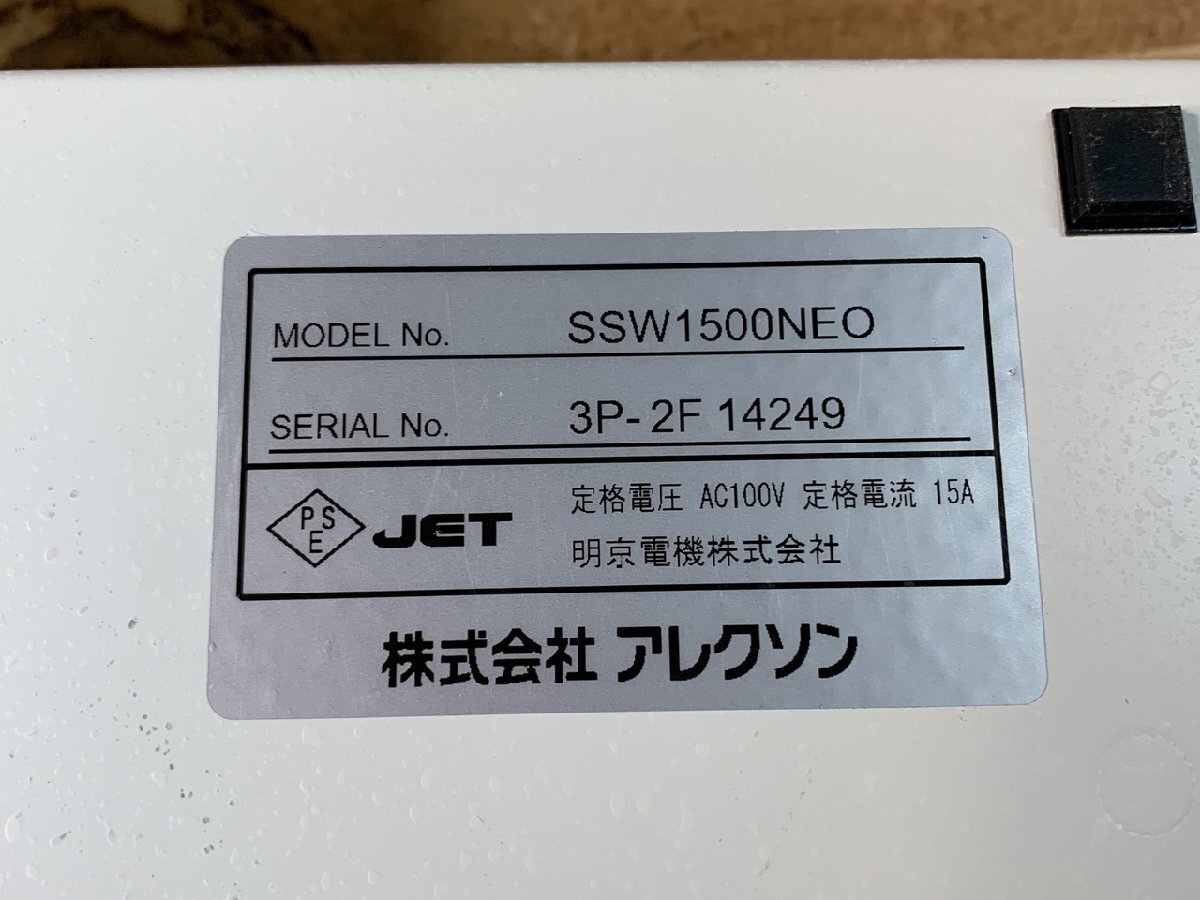 MODEL No. SSW1500NEO
SERIAL No. 3P-2F 14249
PSE JET 定格電圧 AC100V 定格電流 15A
明京電機株式会社
株式会社 アレクソン